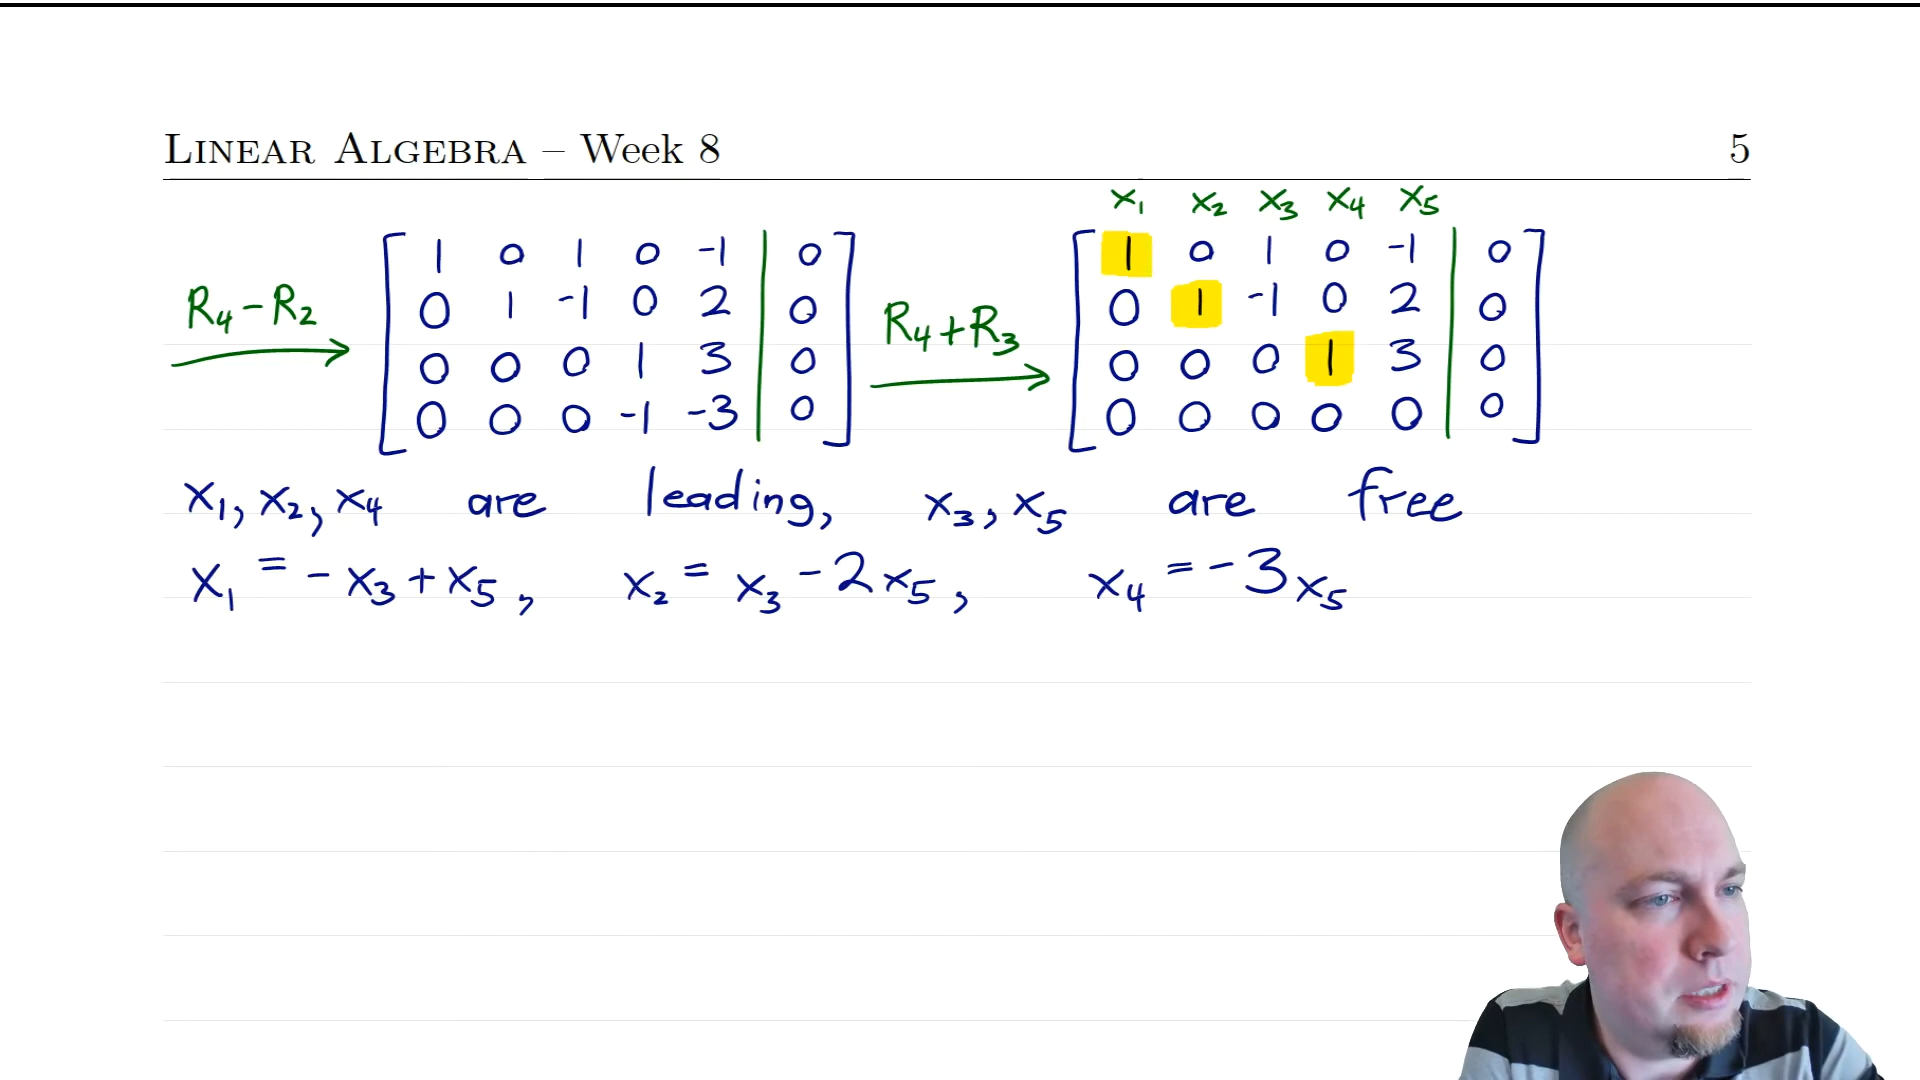 LINEAR ALGEBRA – Week 8 5
x₁ x₂ x₃ x₄ x₅
R₄-R₂ [ 1 0 1 0 -1 | 0 ] R₄+R₃ [ 1 0 1 0 -1 | 0 ]
[ 0 1 -1 0 2 | 0 ] [ 0 1 -1 0 2 | 0 ]
[ 0 0 0 1 3 | 0 ] [ 0 0 0 1 3 | 0 ]
[ 0 0 0 -1 -3 | 0 ] [ 0 0 0 0 0 | 0 ]
x₁, x₂, x₄ are leading, x₃, x₅ are free
x₁ = -x₃ + x₅, x₂ = x₃ - 2x₅, x₄ = -3x₅